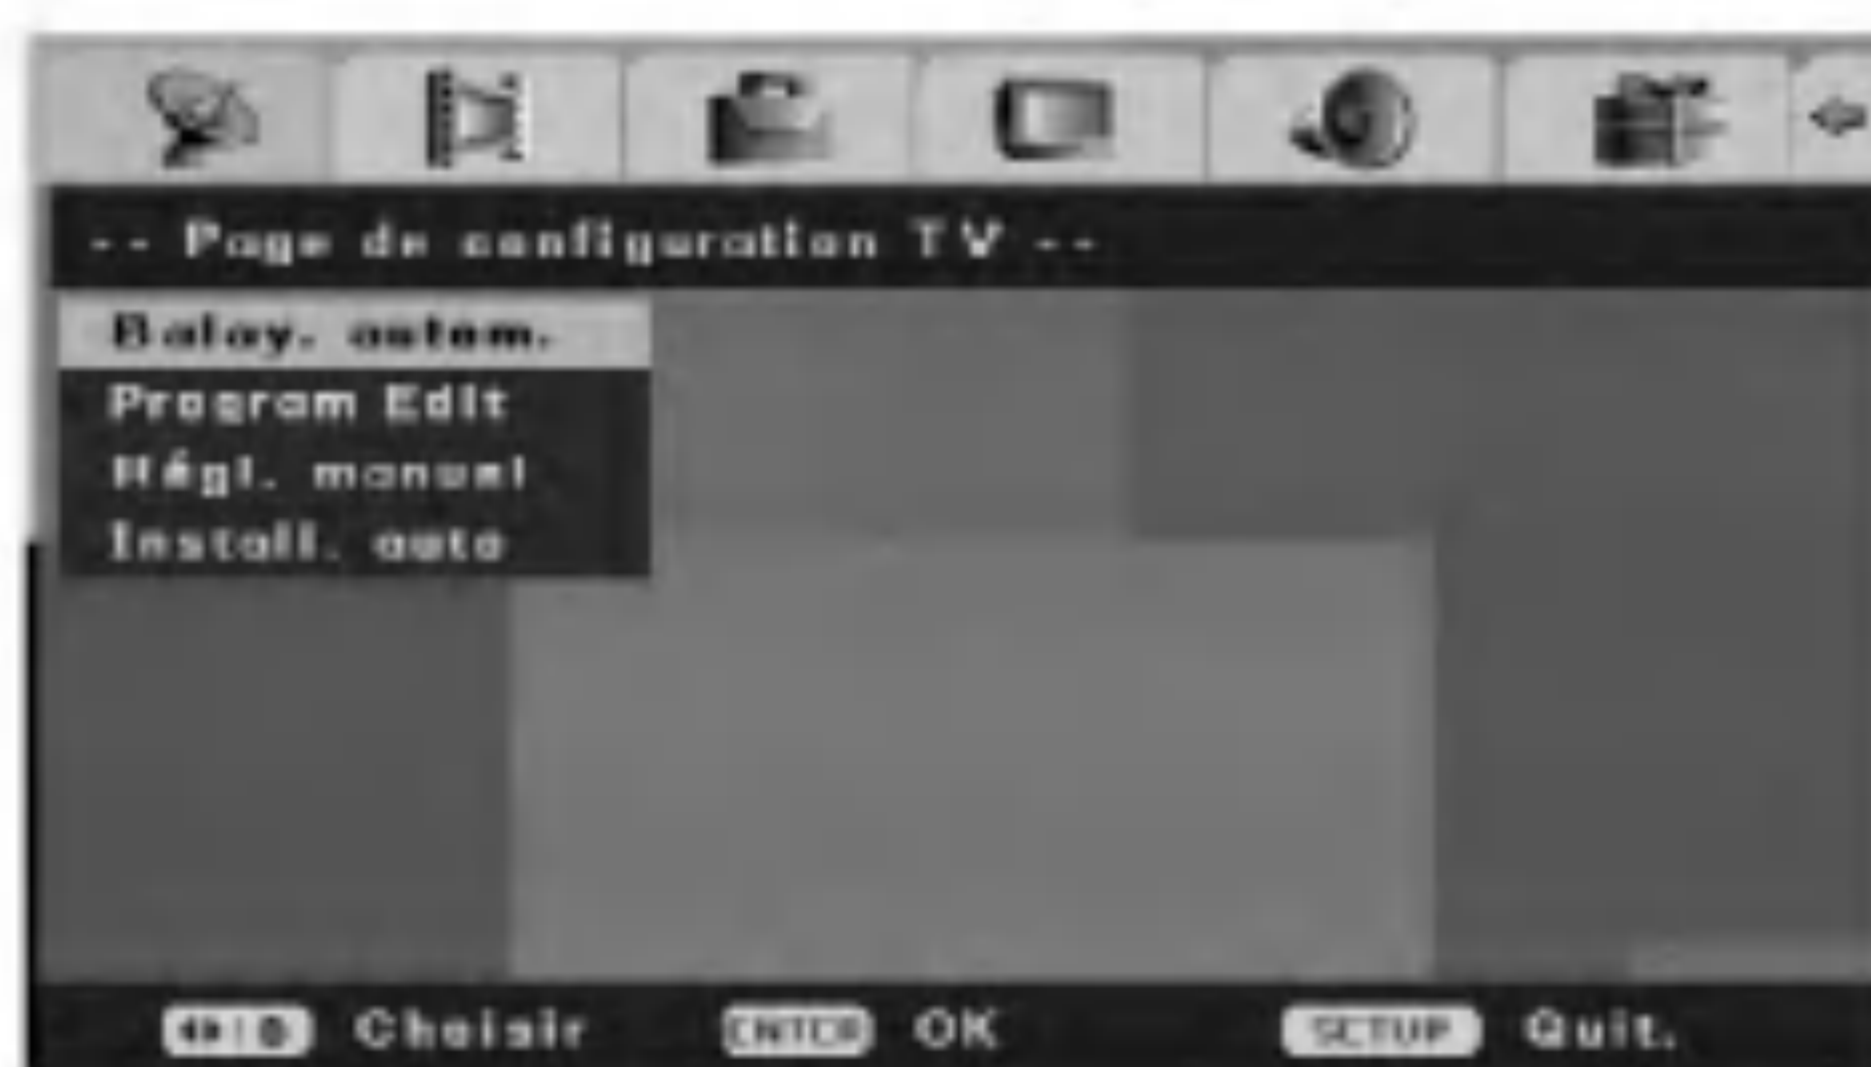 -- Page de configuration TV --
Balay. autom.
Program Edit
Régl. manuel
Install. auto
Choisir ENTER OK SETUP Quit.